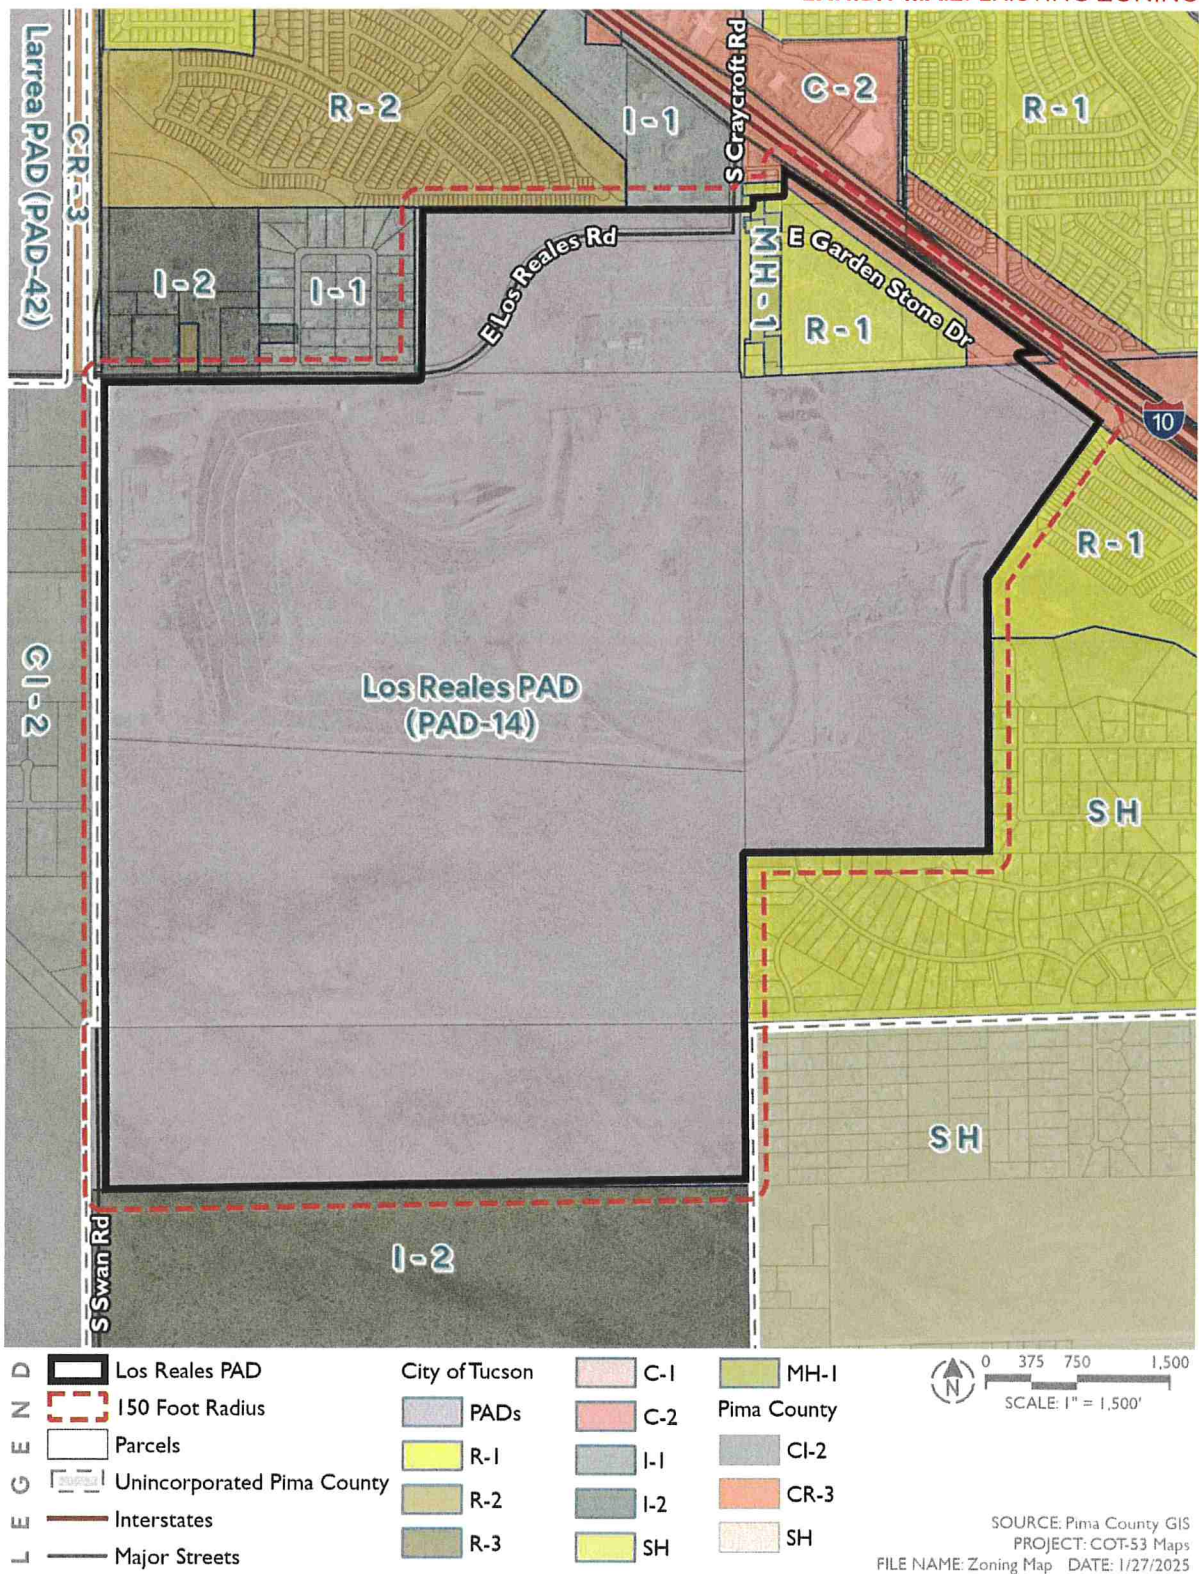 Larrea PAD (PAD-42)
CR-3
R - 2
I - 1
S Craycroft Rd
C - 2
R - 1
I - 2
I - 1
E Los Reales Rd
MH - 1
E Garden Stone Dr
R - 1
10
R - 1
CI - 2
Los Reales PAD
(PAD-14)
S H
S H
S Swan Rd
I - 2
LEGEND
Los Reales PAD
150 Foot Radius
Parcels
Unincorporated Pima County
Interstates
Major Streets
City of Tucson
PADs
R-1
R-2
R-3
C-1
C-2
I-1
I-2
SH
MH-1
Pima County
CI-2
CR-3
SH
N
0 375 750 1,500
SCALE: 1" = 1,500'
SOURCE: Pima County GIS
PROJECT: COT-53 Maps
FILE NAME: Zoning Map DATE: 1/27/2025